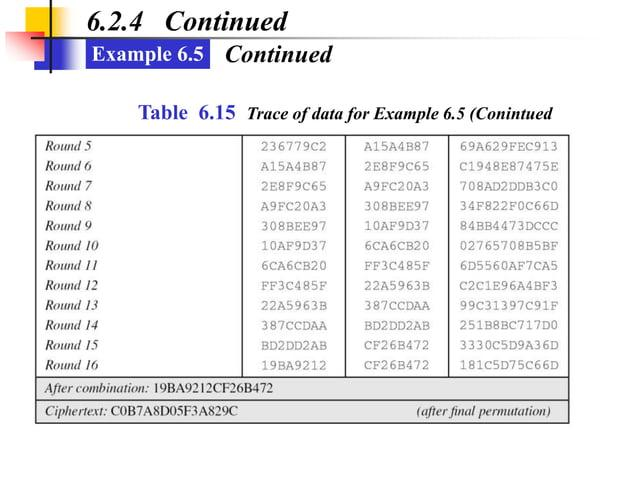 6.2.4 Continued
Example 6.5 Continued
Table 6.15 Trace of data for Example 6.5 (Conintued
Round 5 236779C2 A15A4B87 69A629FEC913
Round 6 A15A4B87 2E8F9C65 C1948E87475E
Round 7 2E8F9C65 A9FC20A3 708AD2DDB3C0
Round 8 A9FC20A3 308BEE97 34F822F0C66D
Round 9 308BEE97 10AF9D37 84BB4473DCCC
Round 10 10AF9D37 6CA6CB20 02765708B5BF
Round 11 6CA6CB20 FF3C485F 6D5560AF7CA5
Round 12 FF3C485F 22A5963B C2C1E96A4BF3
Round 13 22A5963B 387CCDAA 99C31397C91F
Round 14 387CCDAA BD2DD2AB 251B8BC717D0
Round 15 BD2DD2AB CF26B472 3330C5D9A36D
Round 16 19BA9212 CF26B472 181C5D75C66D
After combination: 19BA9212CF26B472
Ciphertext: C0B7A8D05F3A829C (after final permutation)